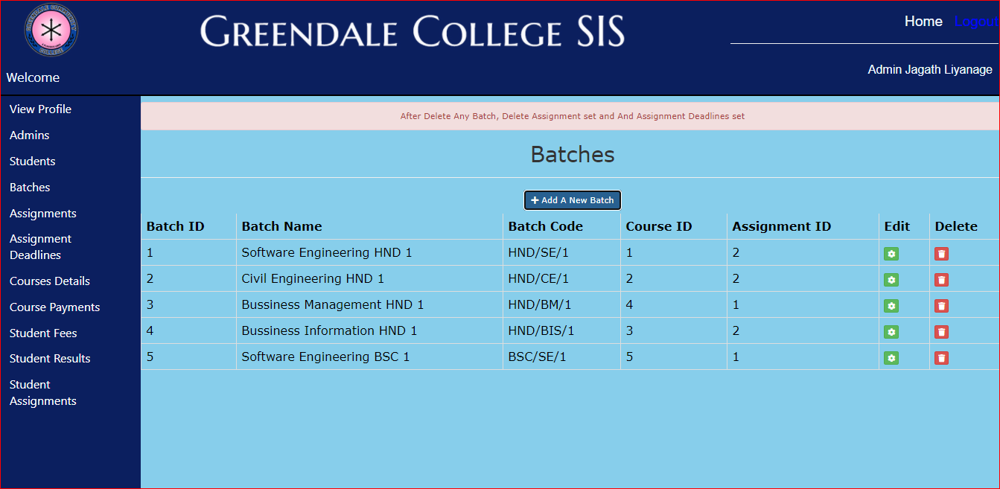 GREENDALE COMMUNITY
COLLEGE
Greendale College SIS
Home Logout
Welcome
Admin Jagath Liyanage
View Profile
Admins
Students
Batches
Assignments
Assignment
Deadlines
Courses Details
Course Payments
Student Fees
Student Results
Student
Assignments
After Delete Any Batch, Delete Assignment set and And Assignment Deadlines set
Batches
Add A New Batch
Batch ID Batch Name Batch Code Course ID Assignment ID Edit Delete
1 Software Engineering HND 1 HND/SE/1 1 2
2 Civil Engineering HND 1 HND/CE/1 2 2
3 Bussiness Management HND 1 HND/BM/1 4 1
4 Bussiness Information HND 1 HND/BIS/1 3 2
5 Software Engineering BSC 1 BSC/SE/1 5 1